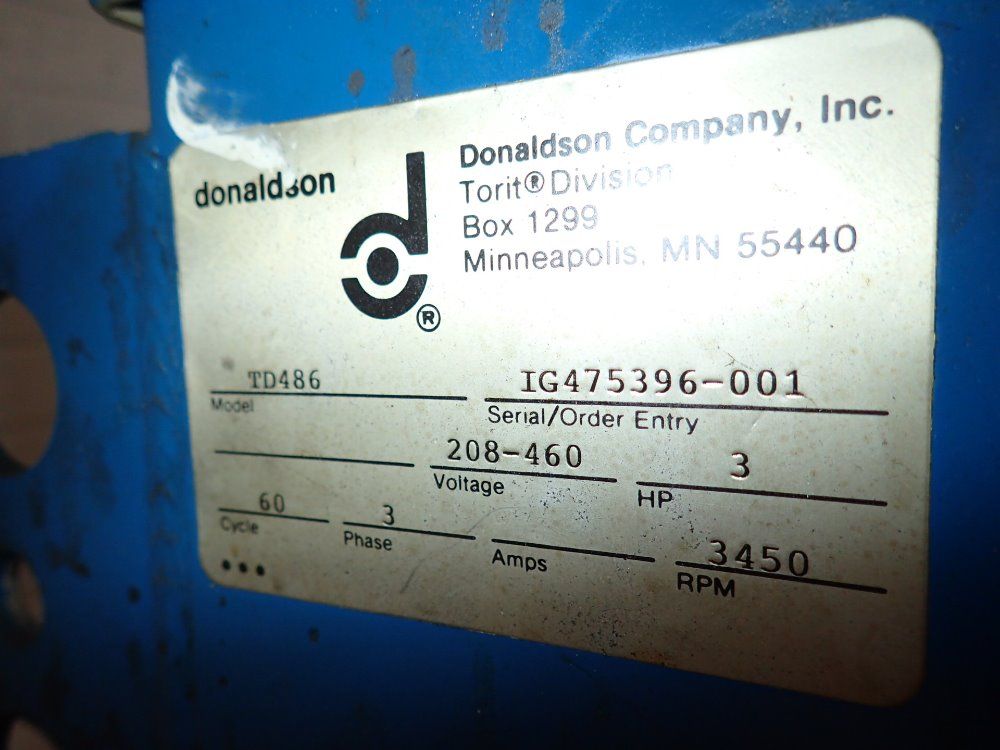 donaldson
Donaldson Company, Inc.
Torit® Division
Box 1299
Minneapolis, MN 55440
®
TD486
Model
IG475396-001
Serial/Order Entry
208-460
Voltage
3
HP
60
Cycle
3
Phase
Amps
3450
RPM